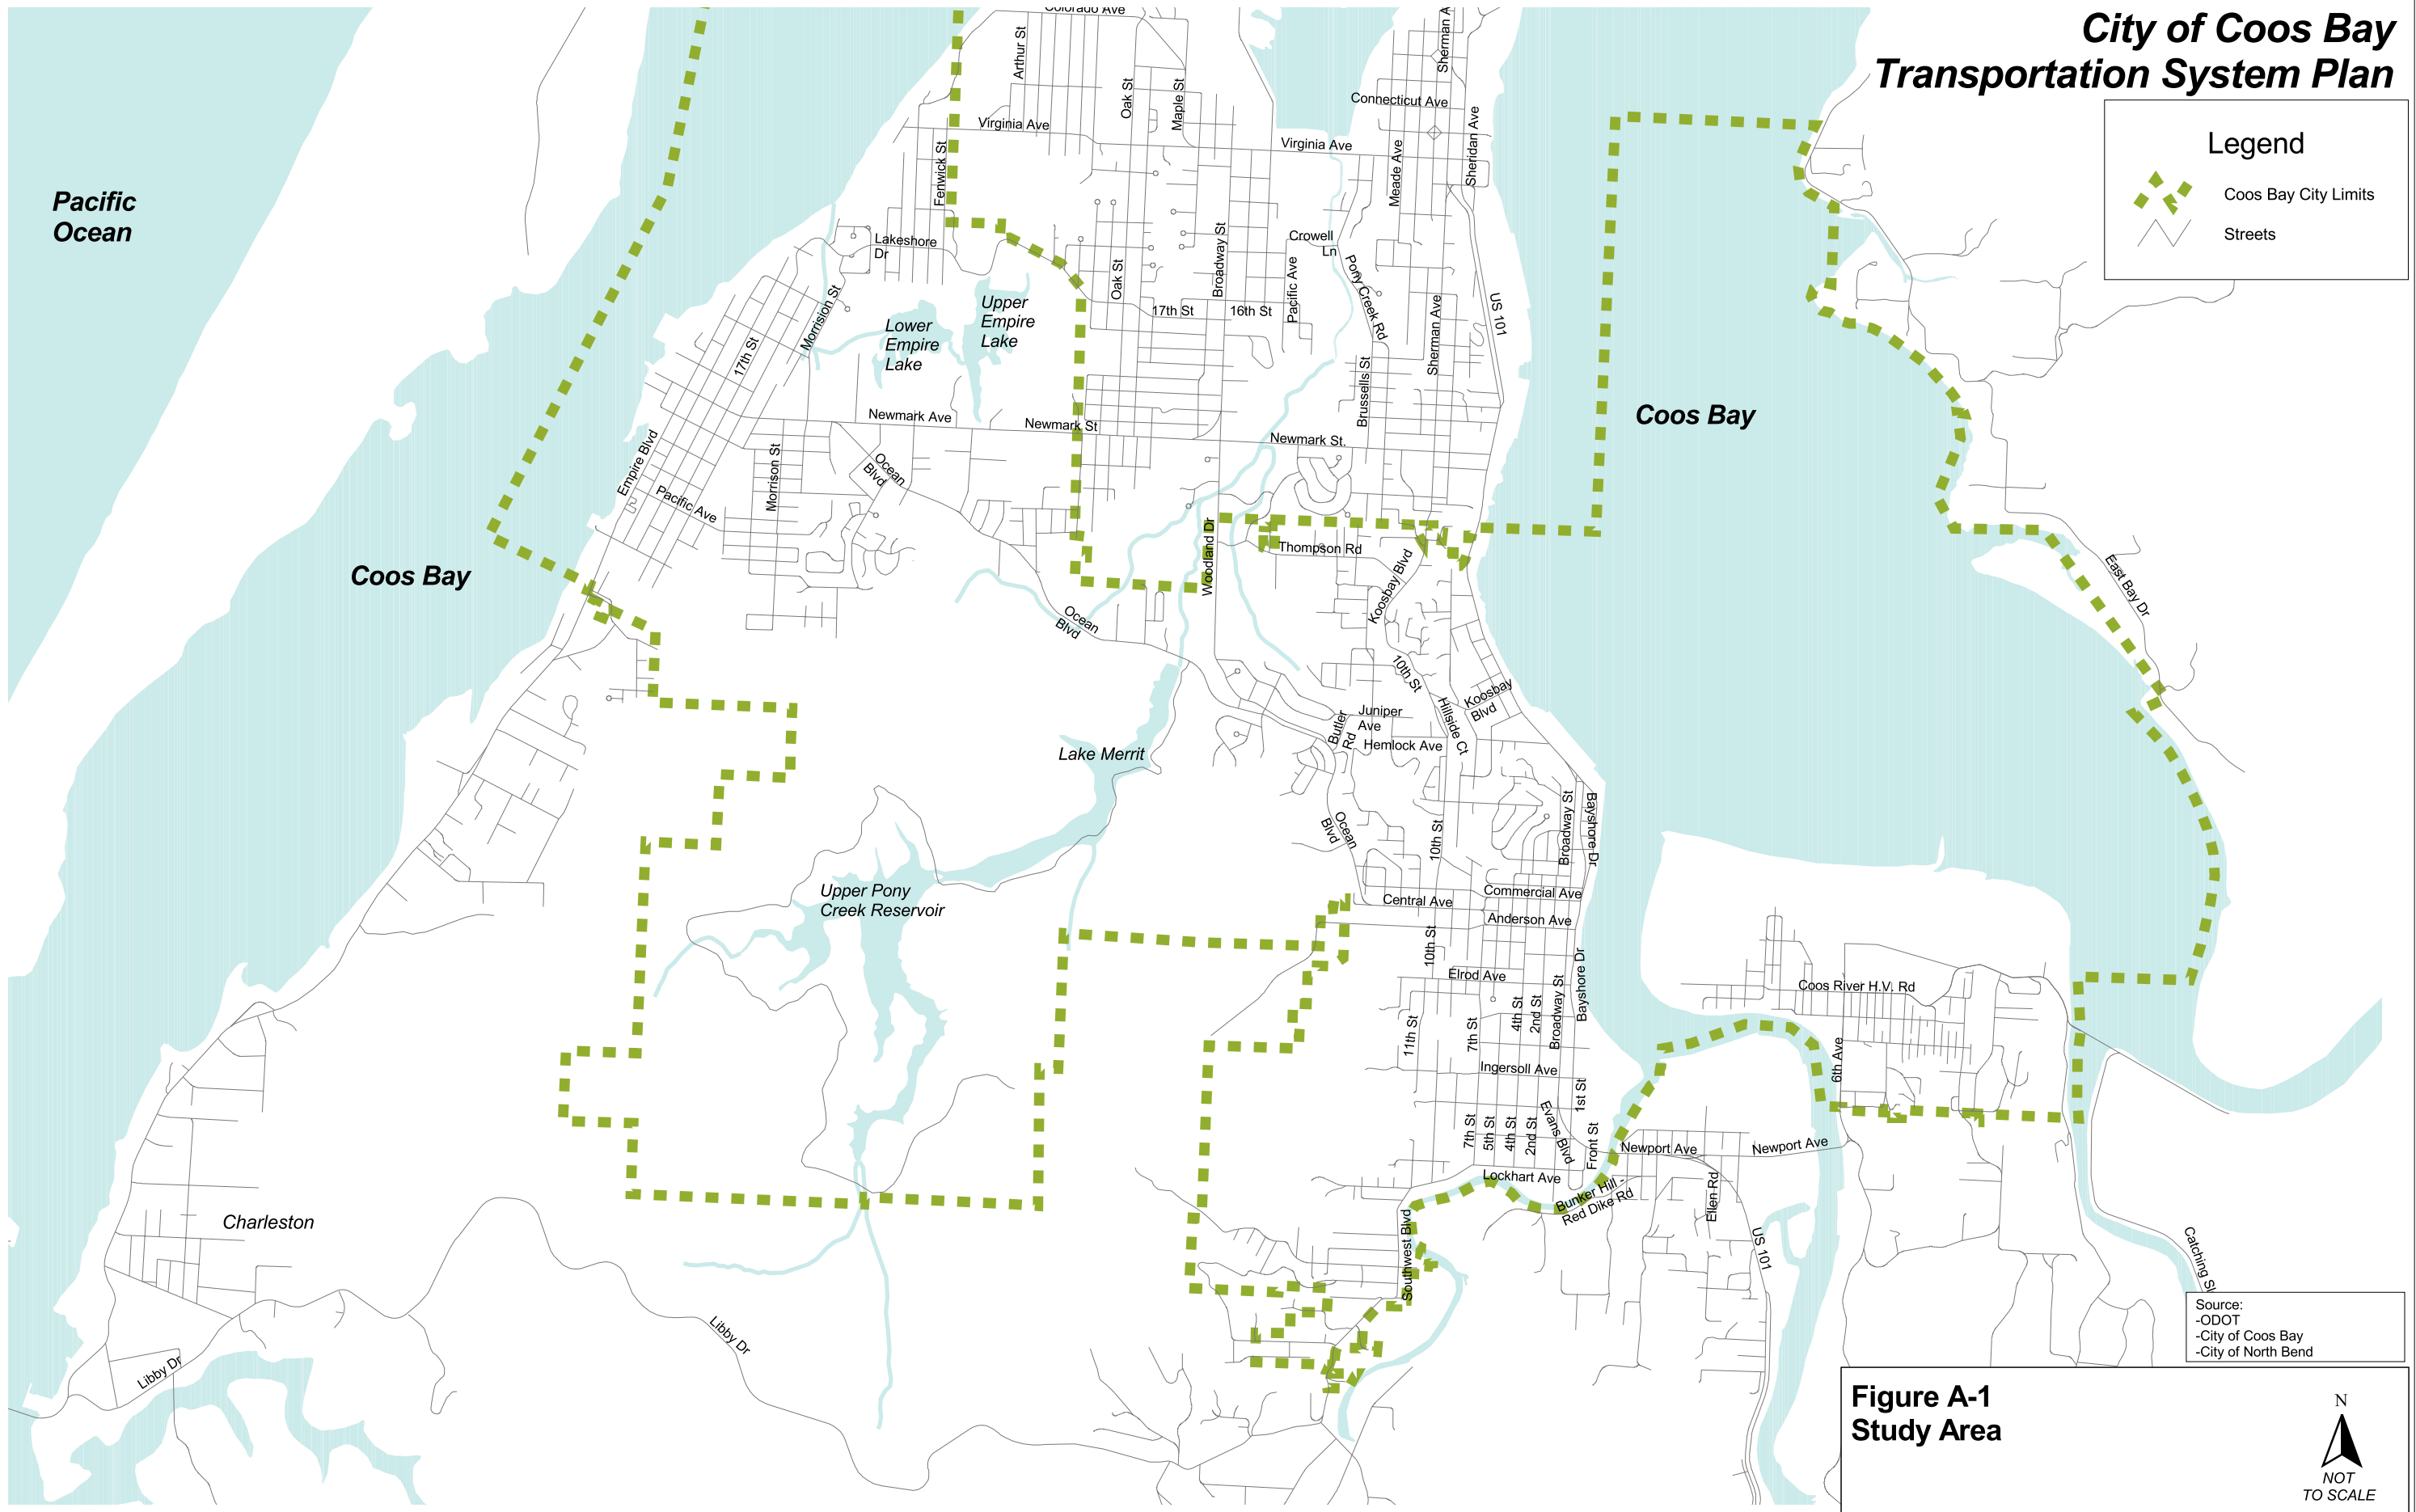 City of Coos Bay
Transportation System Plan
Legend
Coos Bay City Limits
Streets
Colorado Ave
Arthur St
Oak St
Maple St
Sherman A
Connecticut Ave
Virginia Ave
Virginia Ave
Fenwick St
Meade Ave
Sheridan Ave
Pacific
Ocean
Lakeshore
Dr
Crowell
Ln
Broadway St
Oak St
Pacific Ave
Pony Creek Rd
US 101
Sherman Ave
17th St
16th St
Morrision St
17th St
Lower
Empire
Lake
Upper
Empire
Lake
Brussells St
Newmark Ave
Newmark St
Newmark St.
Coos Bay
Empire Blvd
Pacific Ave
Morrison St
Ocean
Blvd
Woodland Dr
Thompson Rd
Koosbay Blvd
East Bay Dr
Coos Bay
Ocean
Blvd
10th St
Koosbay
Blvd
Hillside Ct
Juniper
Ave
Butler
Rd
Hemlock Ave
Lake Merrit
Ocean
Blvd
10th St
Broadway St
Bayshore Dr
Upper Pony
Creek Reservoir
Central Ave
Commercial Ave
Anderson Ave
10th St
Elrod Ave
Bayshore Dr
Broadway St
4th St
2nd St
7th St
11th St
Coos River H.V. Rd
6th Ave
Ingersoll Ave
1st St
7th St
5th St
4th St
2nd St
Evans Blvd
Front St
Newport Ave
Newport Ave
Lockhart Ave
Bunker Hill -
Red Dike Rd
Ellen Rd
Southwest Blvd
US 101
Catching Sl
Charleston
Libby Dr
Libby Dr
Source:
-ODOT
-City of Coos Bay
-City of North Bend
Figure A-1
Study Area
N
NOT
TO SCALE